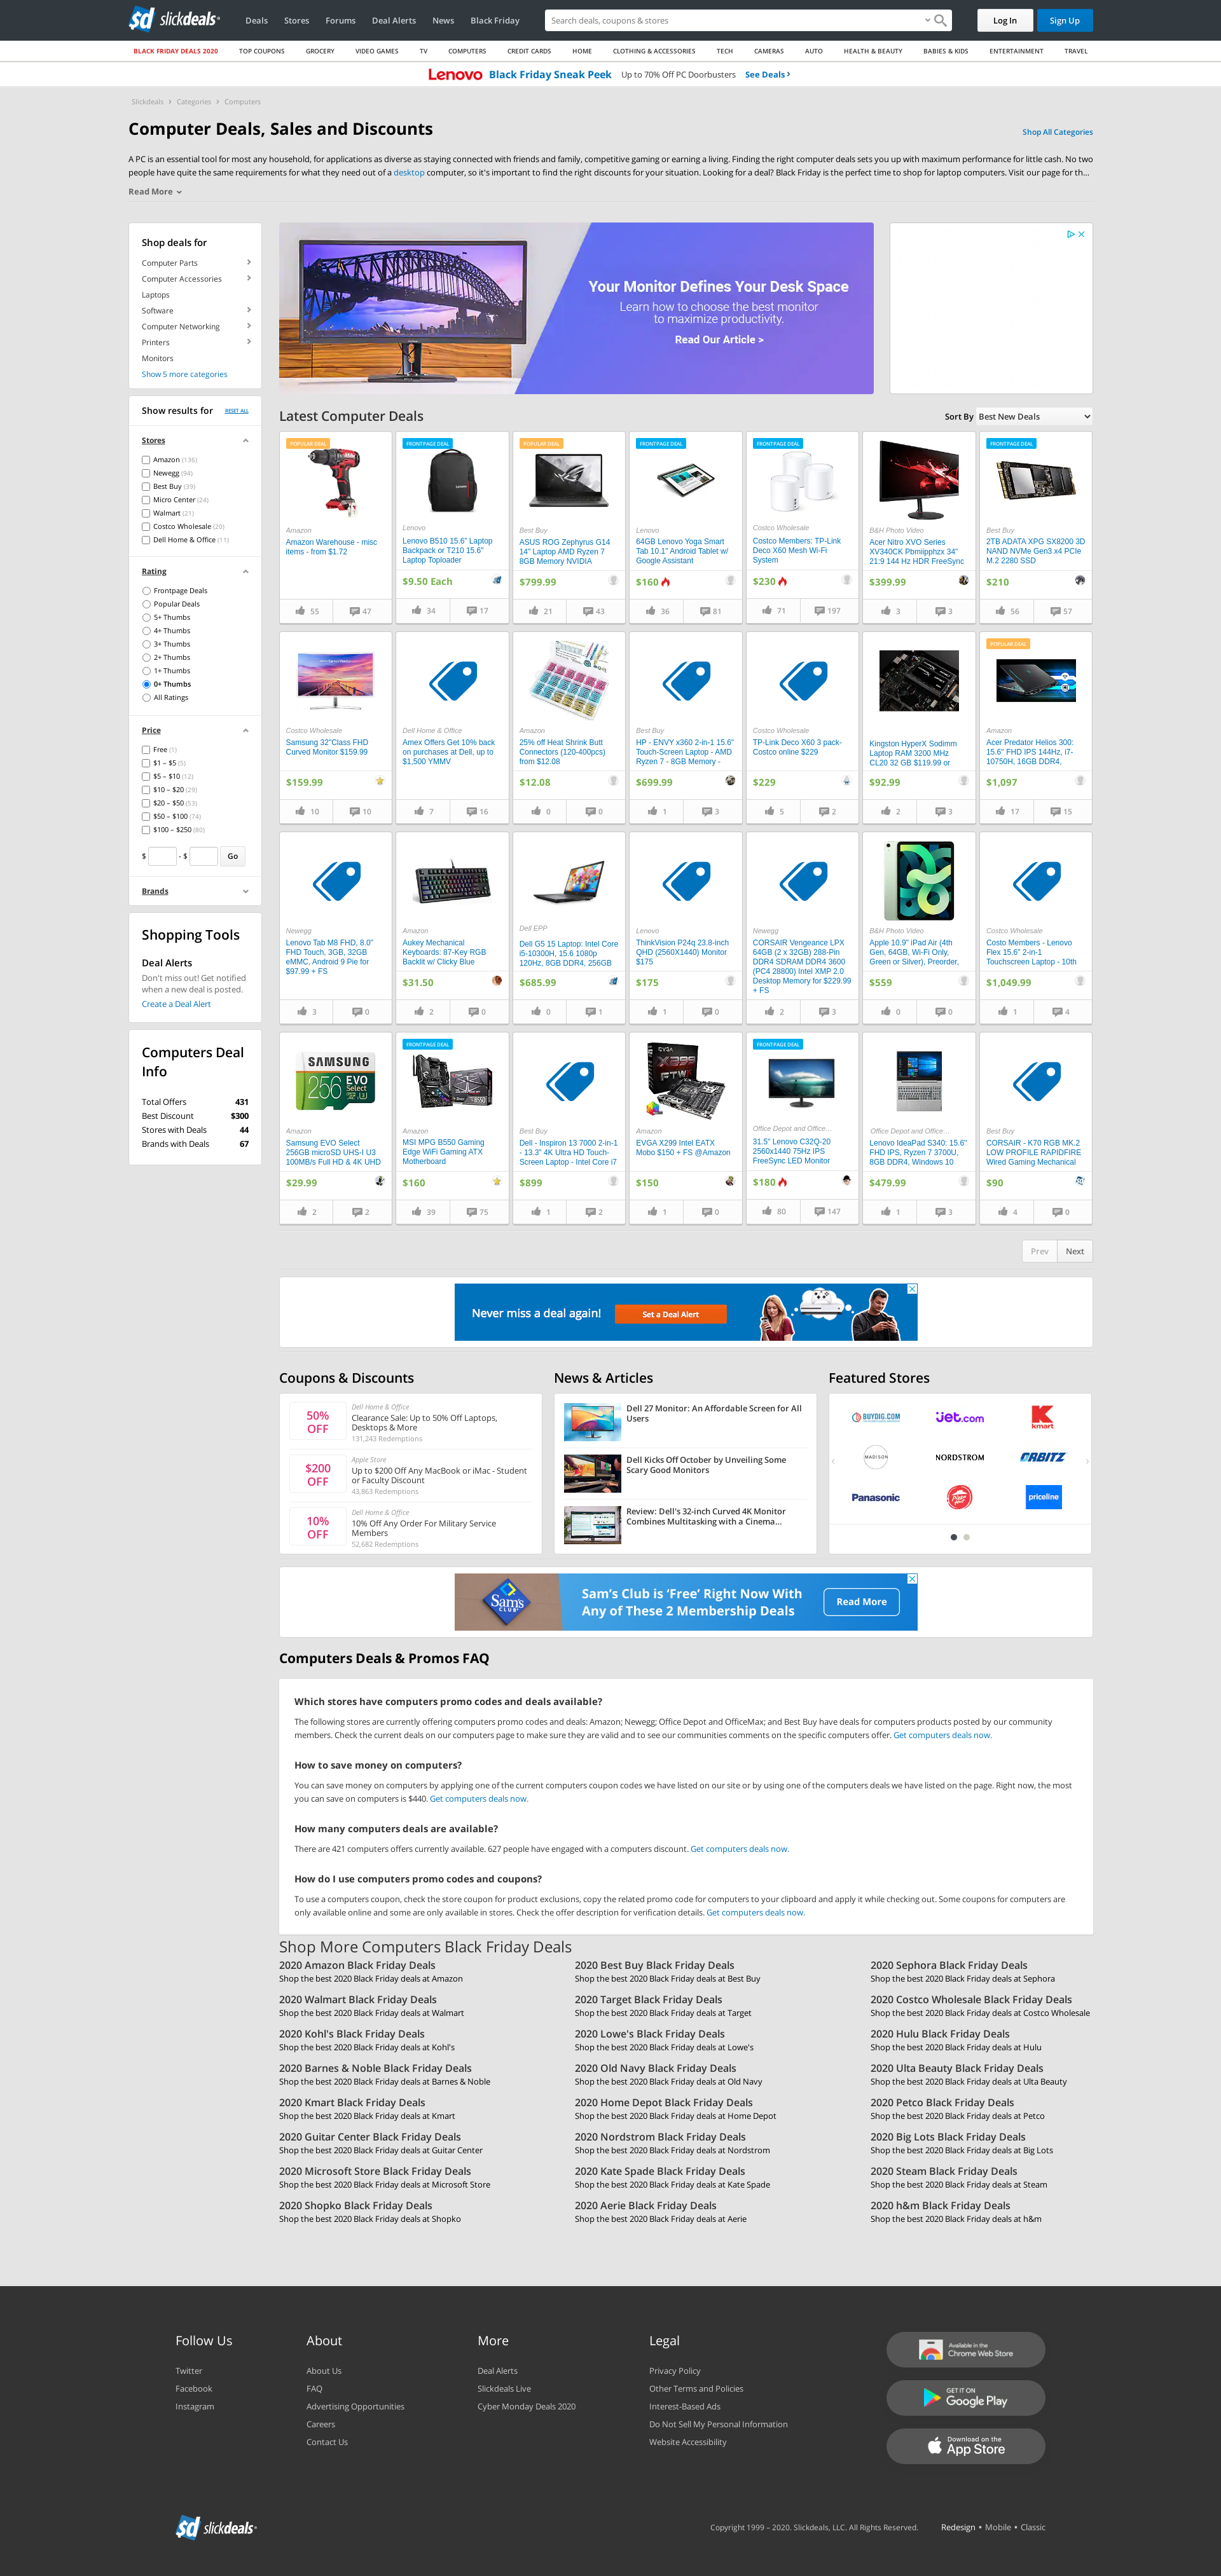 sd slickdeals
Deals
Stores
Forums
Deal Alerts
News
Black Friday
Search deals, coupons & stores
Log In
Sign Up
BLACK FRIDAY DEALS 2020
TOP COUPONS
GROCERY
VIDEO GAMES
TV
COMPUTERS
CREDIT CARDS
HOME
CLOTHING & ACCESSORIES
TECH
CAMERAS
AUTO
HEALTH & BEAUTY
BABIES & KIDS
ENTERTAINMENT
TRAVEL
Lenovo Black Friday Sneak Peek Up to 70% Off PC Doorbusters See Deals
Slickdeals › Categories › Computers
Computer Deals, Sales and Discounts
Shop All Categories
A PC is an essential tool for most any household, for applications as diverse as staying connected with friends and family, competitive gaming or earning a living. Finding the right computer deals sets you up with maximum performance for little cash. No two
people have quite the same requirements for what they need out of a desktop computer, so it's important to find the right discounts for your situation. Looking for a deal? Black Friday is the perfect time to shop for laptop computers. Visit our page for th...
Read More
Shop deals for
Computer Parts
Computer Accessories
Laptops
Software
Computer Networking
Printers
Monitors
Show 5 more categories
Show results for
RESET ALL
Stores
Amazon (136)
Newegg (94)
Best Buy (39)
Micro Center (24)
Walmart (21)
Costco Wholesale (20)
Dell Home & Office (11)
Rating
Frontpage Deals
Popular Deals
5+ Thumbs
4+ Thumbs
3+ Thumbs
2+ Thumbs
1+ Thumbs
0+ Thumbs
All Ratings
Price
Free (1)
$1 – $5 (5)
$5 – $10 (12)
$10 – $20 (29)
$20 – $50 (53)
$50 – $100 (74)
$100 – $250 (80)
$ - $ Go
Brands
Shopping Tools
Deal Alerts
Don't miss out! Get notified
when a new deal is posted.
Create a Deal Alert
Computers Deal
Info
Total Offers 431
Best Discount $300
Stores with Deals 44
Brands with Deals 67
Your Monitor Defines Your Desk Space
Learn how to choose the best monitor
to maximize productivity.
Read Our Article >
Latest Computer Deals
Sort By Best New Deals
POPULAR DEAL
Amazon
Amazon Warehouse - misc
items - from $1.72
55 47
FRONTPAGE DEAL
Lenovo
Lenovo B510 15.6" Laptop
Backpack or T210 15.6"
Laptop Toploader
$9.50 Each
34 17
POPULAR DEAL
Best Buy
ASUS ROG Zephyrus G14
14" Laptop AMD Ryzen 7
8GB Memory NVIDIA
$799.99
21 43
FRONTPAGE DEAL
Lenovo
64GB Lenovo Yoga Smart
Tab 10.1" Android Tablet w/
Google Assistant
$160
36 81
FRONTPAGE DEAL
Costco Wholesale
Costco Members: TP-Link
Deco X60 Mesh Wi-Fi
System
$230
71 197
B&H Photo Video
Acer Nitro XVO Series
XV340CK Pbmiipphzx 34"
21:9 144 Hz HDR FreeSync
$399.99
3 3
FRONTPAGE DEAL
Best Buy
2TB ADATA XPG SX8200 3D
NAND NVMe Gen3 x4 PCIe
M.2 2280 SSD
$210
56 57
Costco Wholesale
Samsung 32"Class FHD
Curved Monitor $159.99
$159.99
10 10
Dell Home & Office
Amex Offers Get 10% back
on purchases at Dell, up to
$1,500 YMMV
7 16
Amazon
25% off Heat Shrink Butt
Connectors (120-400pcs)
from $12.08
$12.08
0 0
Best Buy
HP - ENVY x360 2-in-1 15.6"
Touch-Screen Laptop - AMD
Ryzen 7 - 8GB Memory -
$699.99
1 3
Costco Wholesale
TP-Link Deco X60 3 pack-
Costco online $229
$229
5 2
Kingston HyperX Sodimm
Laptop RAM 3200 MHz
CL20 32 GB $119.99 or
$92.99
2 3
POPULAR DEAL
Amazon
Acer Predator Helios 300:
15.6" FHD IPS 144Hz, i7-
10750H, 16GB DDR4,
$1,097
17 15
Newegg
Lenovo Tab M8 FHD, 8.0"
FHD Touch, 3GB, 32GB
eMMC, Android 9 Pie for
$97.99 + FS
3 0
Amazon
Aukey Mechanical
Keyboards: 87-Key RGB
Backlit w/ Clicky Blue
$31.50
2 0
Dell EPP
Dell G5 15 Laptop: Intel Core
i5-10300H, 15.6 1080p
120Hz, 8GB DDR4, 256GB
$685.99
0 1
Lenovo
ThinkVision P24q 23.8-inch
QHD (2560X1440) Monitor
$175
$175
1 0
Newegg
CORSAIR Vengeance LPX
64GB (2 x 32GB) 288-Pin
DDR4 SDRAM DDR4 3600
(PC4 28800) Intel XMP 2.0
Desktop Memory for $229.99
+ FS
2 3
B&H Photo Video
Apple 10.9" iPad Air (4th
Gen, 64GB, Wi-Fi Only,
Green or Silver), Preorder,
$559
0 0
Costco Wholesale
Costo Members - Lenovo
Flex 15.6" 2-in-1
Touchscreen Laptop - 10th
$1,049.99
1 4
SAMSUNG
256 EVO Select
Amazon
Samsung EVO Select
256GB microSD UHS-I U3
100MB/s Full HD & 4K UHD
$29.99
2 2
FRONTPAGE DEAL
Amazon
MSI MPG B550 Gaming
Edge WiFi Gaming ATX
Motherboard
$160
39 75
Best Buy
Dell - Inspiron 13 7000 2-in-1
- 13.3" 4K Ultra HD Touch-
Screen Laptop - Intel Core i7
$899
1 2
Amazon
EVGA X299 Intel EATX
Mobo $150 + FS @Amazon
$150
1 0
FRONTPAGE DEAL
Office Depot and Office...
31.5" Lenovo C32Q-20
2560x1440 75Hz IPS
FreeSync LED Monitor
$180
80 147
Office Depot and Office...
Lenovo IdeaPad S340: 15.6"
FHD IPS, Ryzen 7 3700U,
8GB DDR4, Windows 10
$479.99
1 3
Best Buy
CORSAIR - K70 RGB MK.2
LOW PROFILE RAPIDFIRE
Wired Gaming Mechanical
$90
4 0
Prev Next
Never miss a deal again! Set a Deal Alert
Coupons & Discounts
50% OFF
Dell Home & Office
Clearance Sale: Up to 50% Off Laptops,
Desktops & More
131,243 Redemptions
$200 OFF
Apple Store
Up to $200 Off Any MacBook or iMac - Student
or Faculty Discount
43,863 Redemptions
10% OFF
Dell Home & Office
10% Off Any Order For Military Service
Members
52,682 Redemptions
News & Articles
Dell 27 Monitor: An Affordable Screen for All
Users
Dell Kicks Off October by Unveiling Some
Scary Good Monitors
Review: Dell's 32-inch Curved 4K Monitor
Combines Multitasking with a Cinema...
Featured Stores
BUYDIG.COM
jet.com
kmart
MADISON
NORDSTROM
ORBITZ
Panasonic
Pizza Hut
priceline
Sam's CLUB
Sam's Club is 'Free' Right Now With
Any of These 2 Membership Deals
Read More
Computers Deals & Promos FAQ
Which stores have computers promo codes and deals available?
The following stores are currently offering computers promo codes and deals: Amazon; Newegg; Office Depot and OfficeMax; and Best Buy have deals for computers products posted by our community
members. Check the current deals on our computers page to make sure they are valid and to see our communities comments on the specific computers offer. Get computers deals now.
How to save money on computers?
You can save money on computers by applying one of the current computers coupon codes we have listed on our site or by using one of the computers deals we have listed on the page. Right now, the most
you can save on computers is $440. Get computers deals now.
How many computers deals are available?
There are 421 computers offers currently available. 627 people have engaged with a computers discount. Get computers deals now.
How do I use computers promo codes and coupons?
To use a computers coupon, check the store coupon for product exclusions, copy the related promo code for computers to your clipboard and apply it while checking out. Some coupons for computers are
only available online and some are only available in stores. Check the offer description for verification details. Get computers deals now.
Shop More Computers Black Friday Deals
2020 Amazon Black Friday Deals
Shop the best 2020 Black Friday deals at Amazon
2020 Best Buy Black Friday Deals
Shop the best 2020 Black Friday deals at Best Buy
2020 Sephora Black Friday Deals
Shop the best 2020 Black Friday deals at Sephora
2020 Walmart Black Friday Deals
Shop the best 2020 Black Friday deals at Walmart
2020 Target Black Friday Deals
Shop the best 2020 Black Friday deals at Target
2020 Costco Wholesale Black Friday Deals
Shop the best 2020 Black Friday deals at Costco Wholesale
2020 Kohl's Black Friday Deals
Shop the best 2020 Black Friday deals at Kohl's
2020 Lowe's Black Friday Deals
Shop the best 2020 Black Friday deals at Lowe's
2020 Hulu Black Friday Deals
Shop the best 2020 Black Friday deals at Hulu
2020 Barnes & Noble Black Friday Deals
Shop the best 2020 Black Friday deals at Barnes & Noble
2020 Old Navy Black Friday Deals
Shop the best 2020 Black Friday deals at Old Navy
2020 Ulta Beauty Black Friday Deals
Shop the best 2020 Black Friday deals at Ulta Beauty
2020 Kmart Black Friday Deals
Shop the best 2020 Black Friday deals at Kmart
2020 Home Depot Black Friday Deals
Shop the best 2020 Black Friday deals at Home Depot
2020 Petco Black Friday Deals
Shop the best 2020 Black Friday deals at Petco
2020 Guitar Center Black Friday Deals
Shop the best 2020 Black Friday deals at Guitar Center
2020 Nordstrom Black Friday Deals
Shop the best 2020 Black Friday deals at Nordstrom
2020 Big Lots Black Friday Deals
Shop the best 2020 Black Friday deals at Big Lots
2020 Microsoft Store Black Friday Deals
Shop the best 2020 Black Friday deals at Microsoft Store
2020 Kate Spade Black Friday Deals
Shop the best 2020 Black Friday deals at Kate Spade
2020 Steam Black Friday Deals
Shop the best 2020 Black Friday deals at Steam
2020 Shopko Black Friday Deals
Shop the best 2020 Black Friday deals at Shopko
2020 Aerie Black Friday Deals
Shop the best 2020 Black Friday deals at Aerie
2020 h&m Black Friday Deals
Shop the best 2020 Black Friday deals at h&m
Follow Us
Twitter
Facebook
Instagram
About
About Us
FAQ
Advertising Opportunities
Careers
Contact Us
More
Deal Alerts
Slickdeals Live
Cyber Monday Deals 2020
Legal
Privacy Policy
Other Terms and Policies
Interest-Based Ads
Do Not Sell My Personal Information
Website Accessibility
Available in the
Chrome Web Store
GET IT ON
Google Play
Download on the
App Store
sd slickdeals
Copyright 1999 – 2020. Slickdeals, LLC. All Rights Reserved.
Redesign • Mobile • Classic